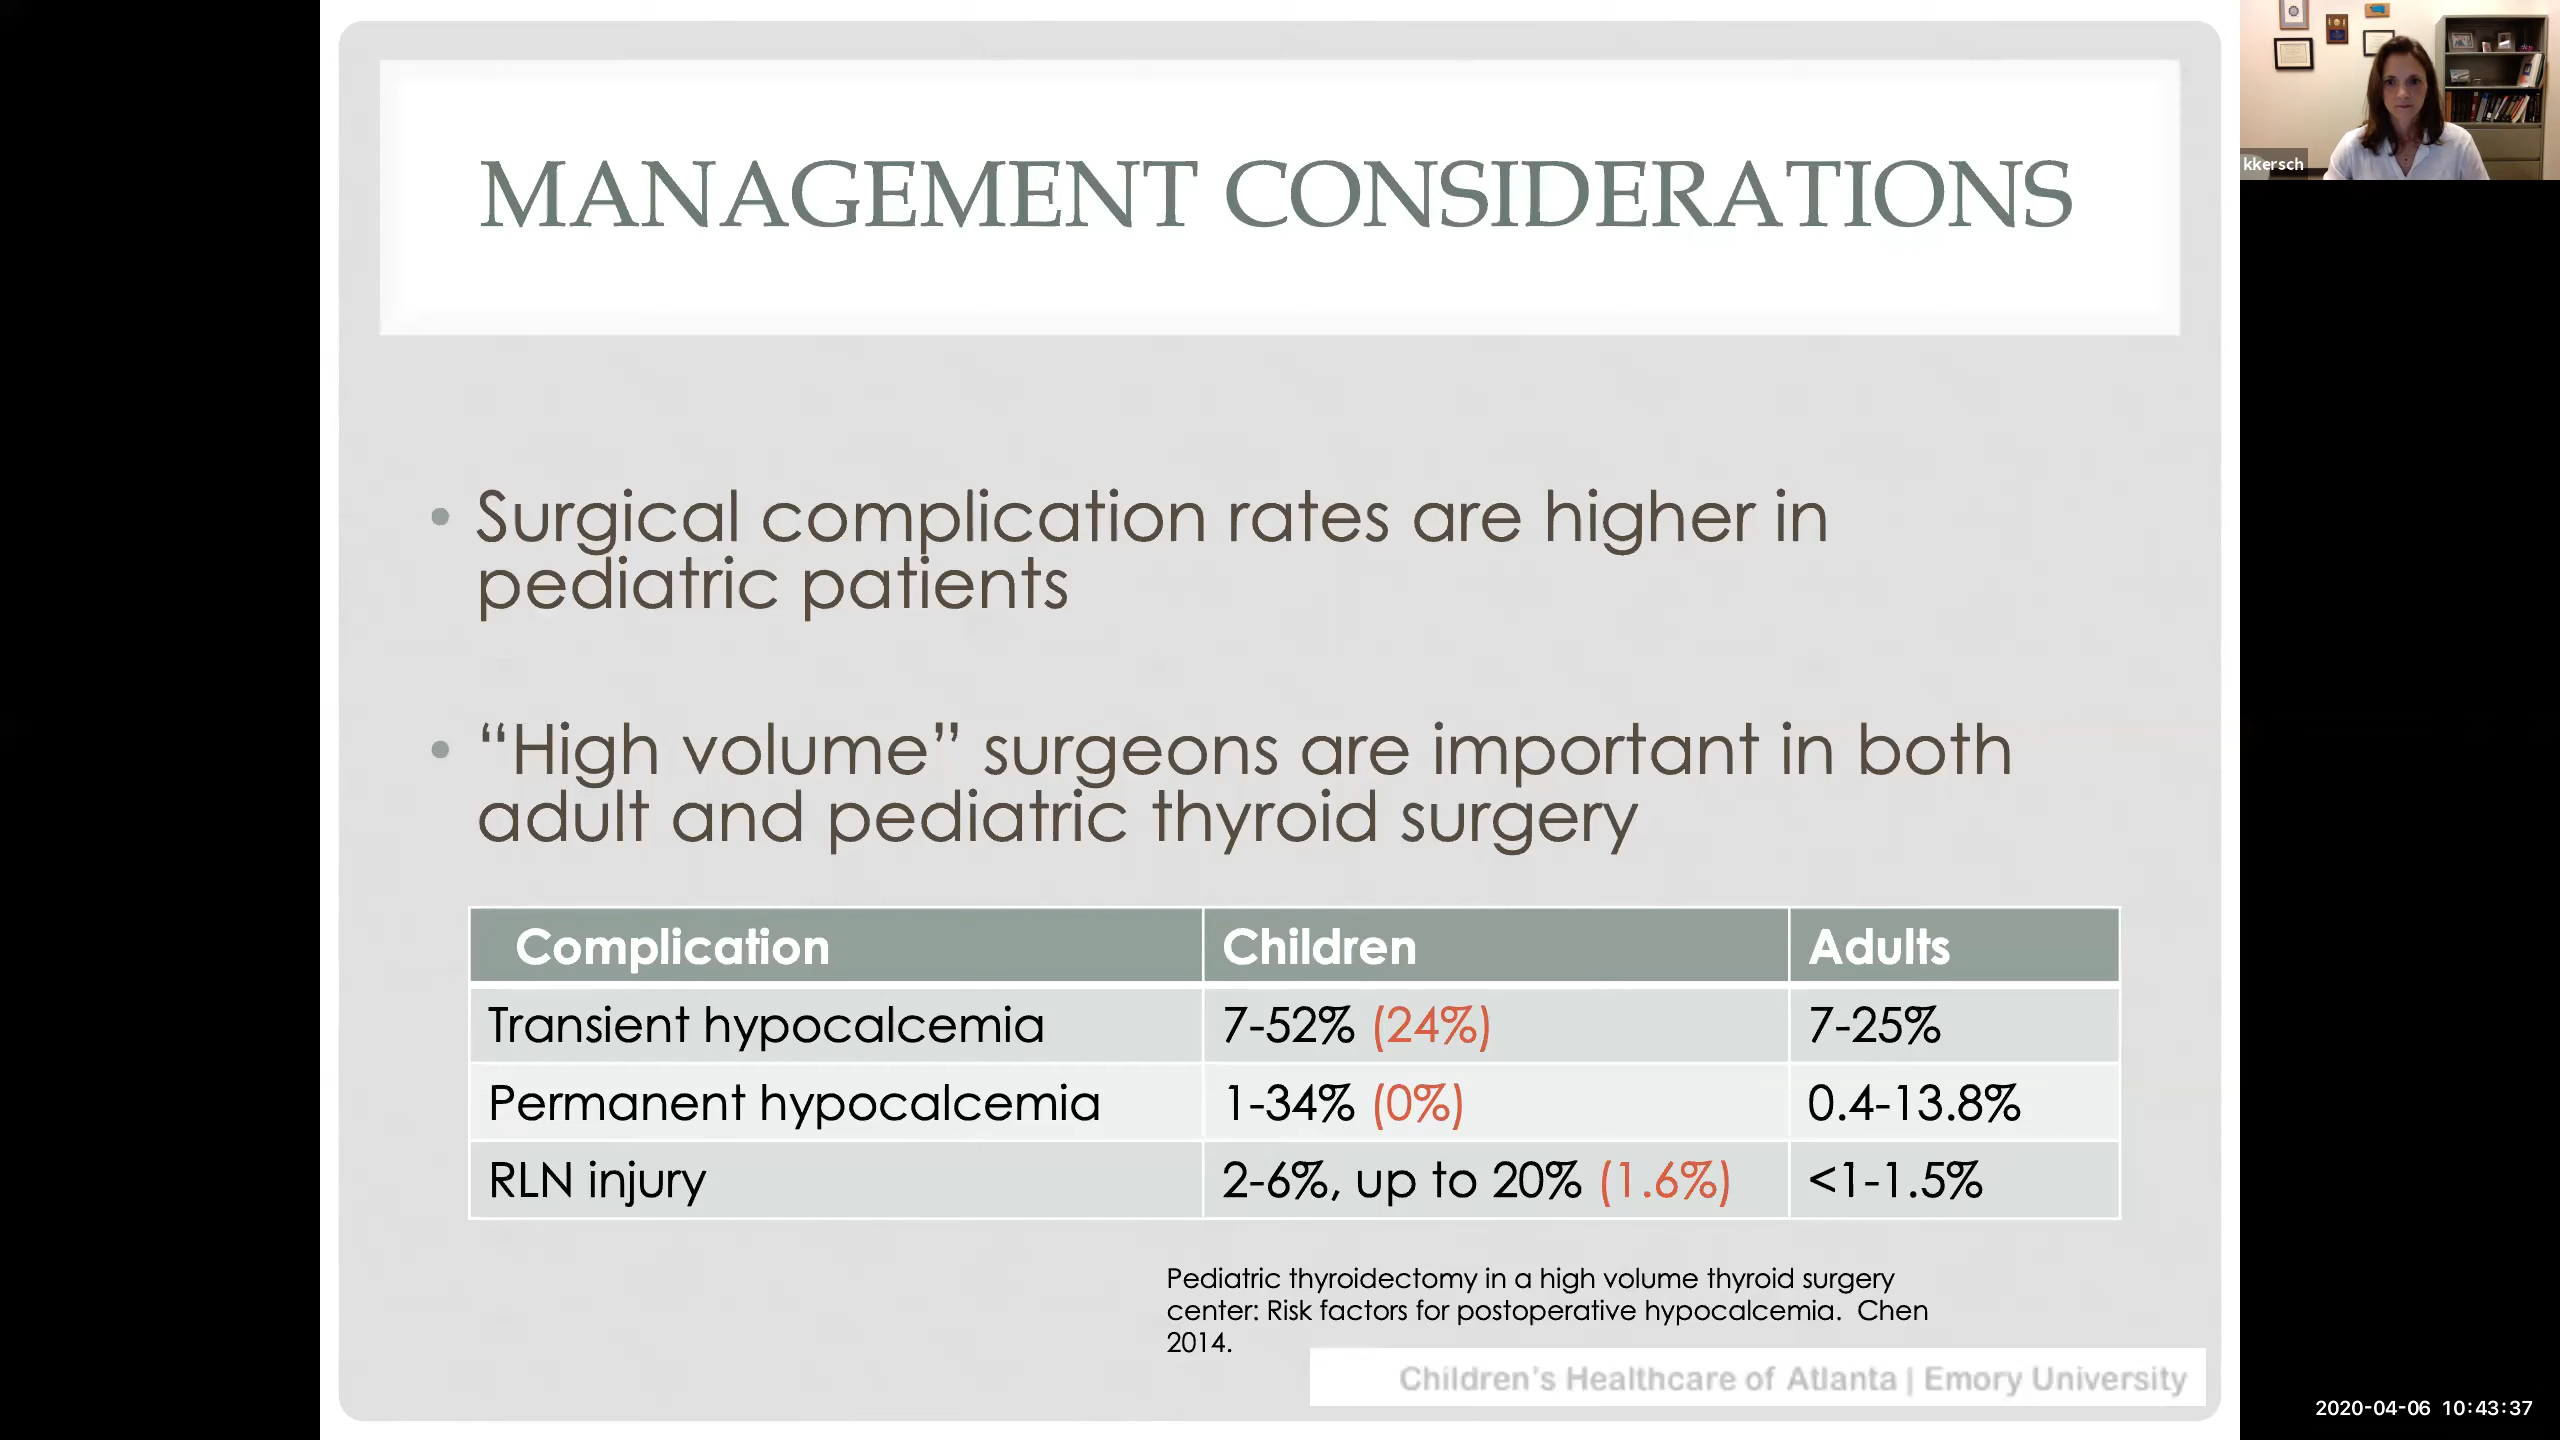 MANAGEMENT CONSIDERATIONS
kkersch
• Surgical complication rates are higher in
pediatric patients
• “High volume” surgeons are important in both
adult and pediatric thyroid surgery
Complication Children Adults
Transient hypocalcemia 7-52% (24%) 7-25%
Permanent hypocalcemia 1-34% (0%) 0.4-13.8%
RLN injury 2-6%, up to 20% (1.6%) <1-1.5%
Pediatric thyroidectomy in a high volume thyroid surgery
center: Risk factors for postoperative hypocalcemia. Chen
2014.
Children's Healthcare of Atlanta | Emory University
2020-04-06 10:43:37